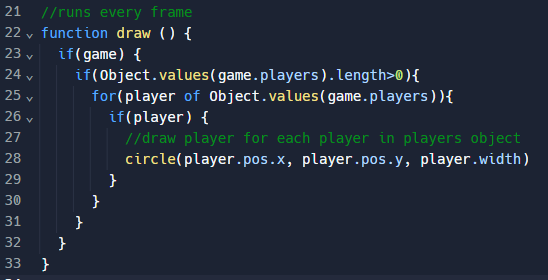 21 //runs every frame
22 function draw () {
23 if(game) {
24 if(Object.values(game.players).length>0){
25 for(player of Object.values(game.players)){
26 if(player) {
27 //draw player for each player in players object
28 circle(player.pos.x, player.pos.y, player.width)
29 }
30 }
31 }
32 }
33 }